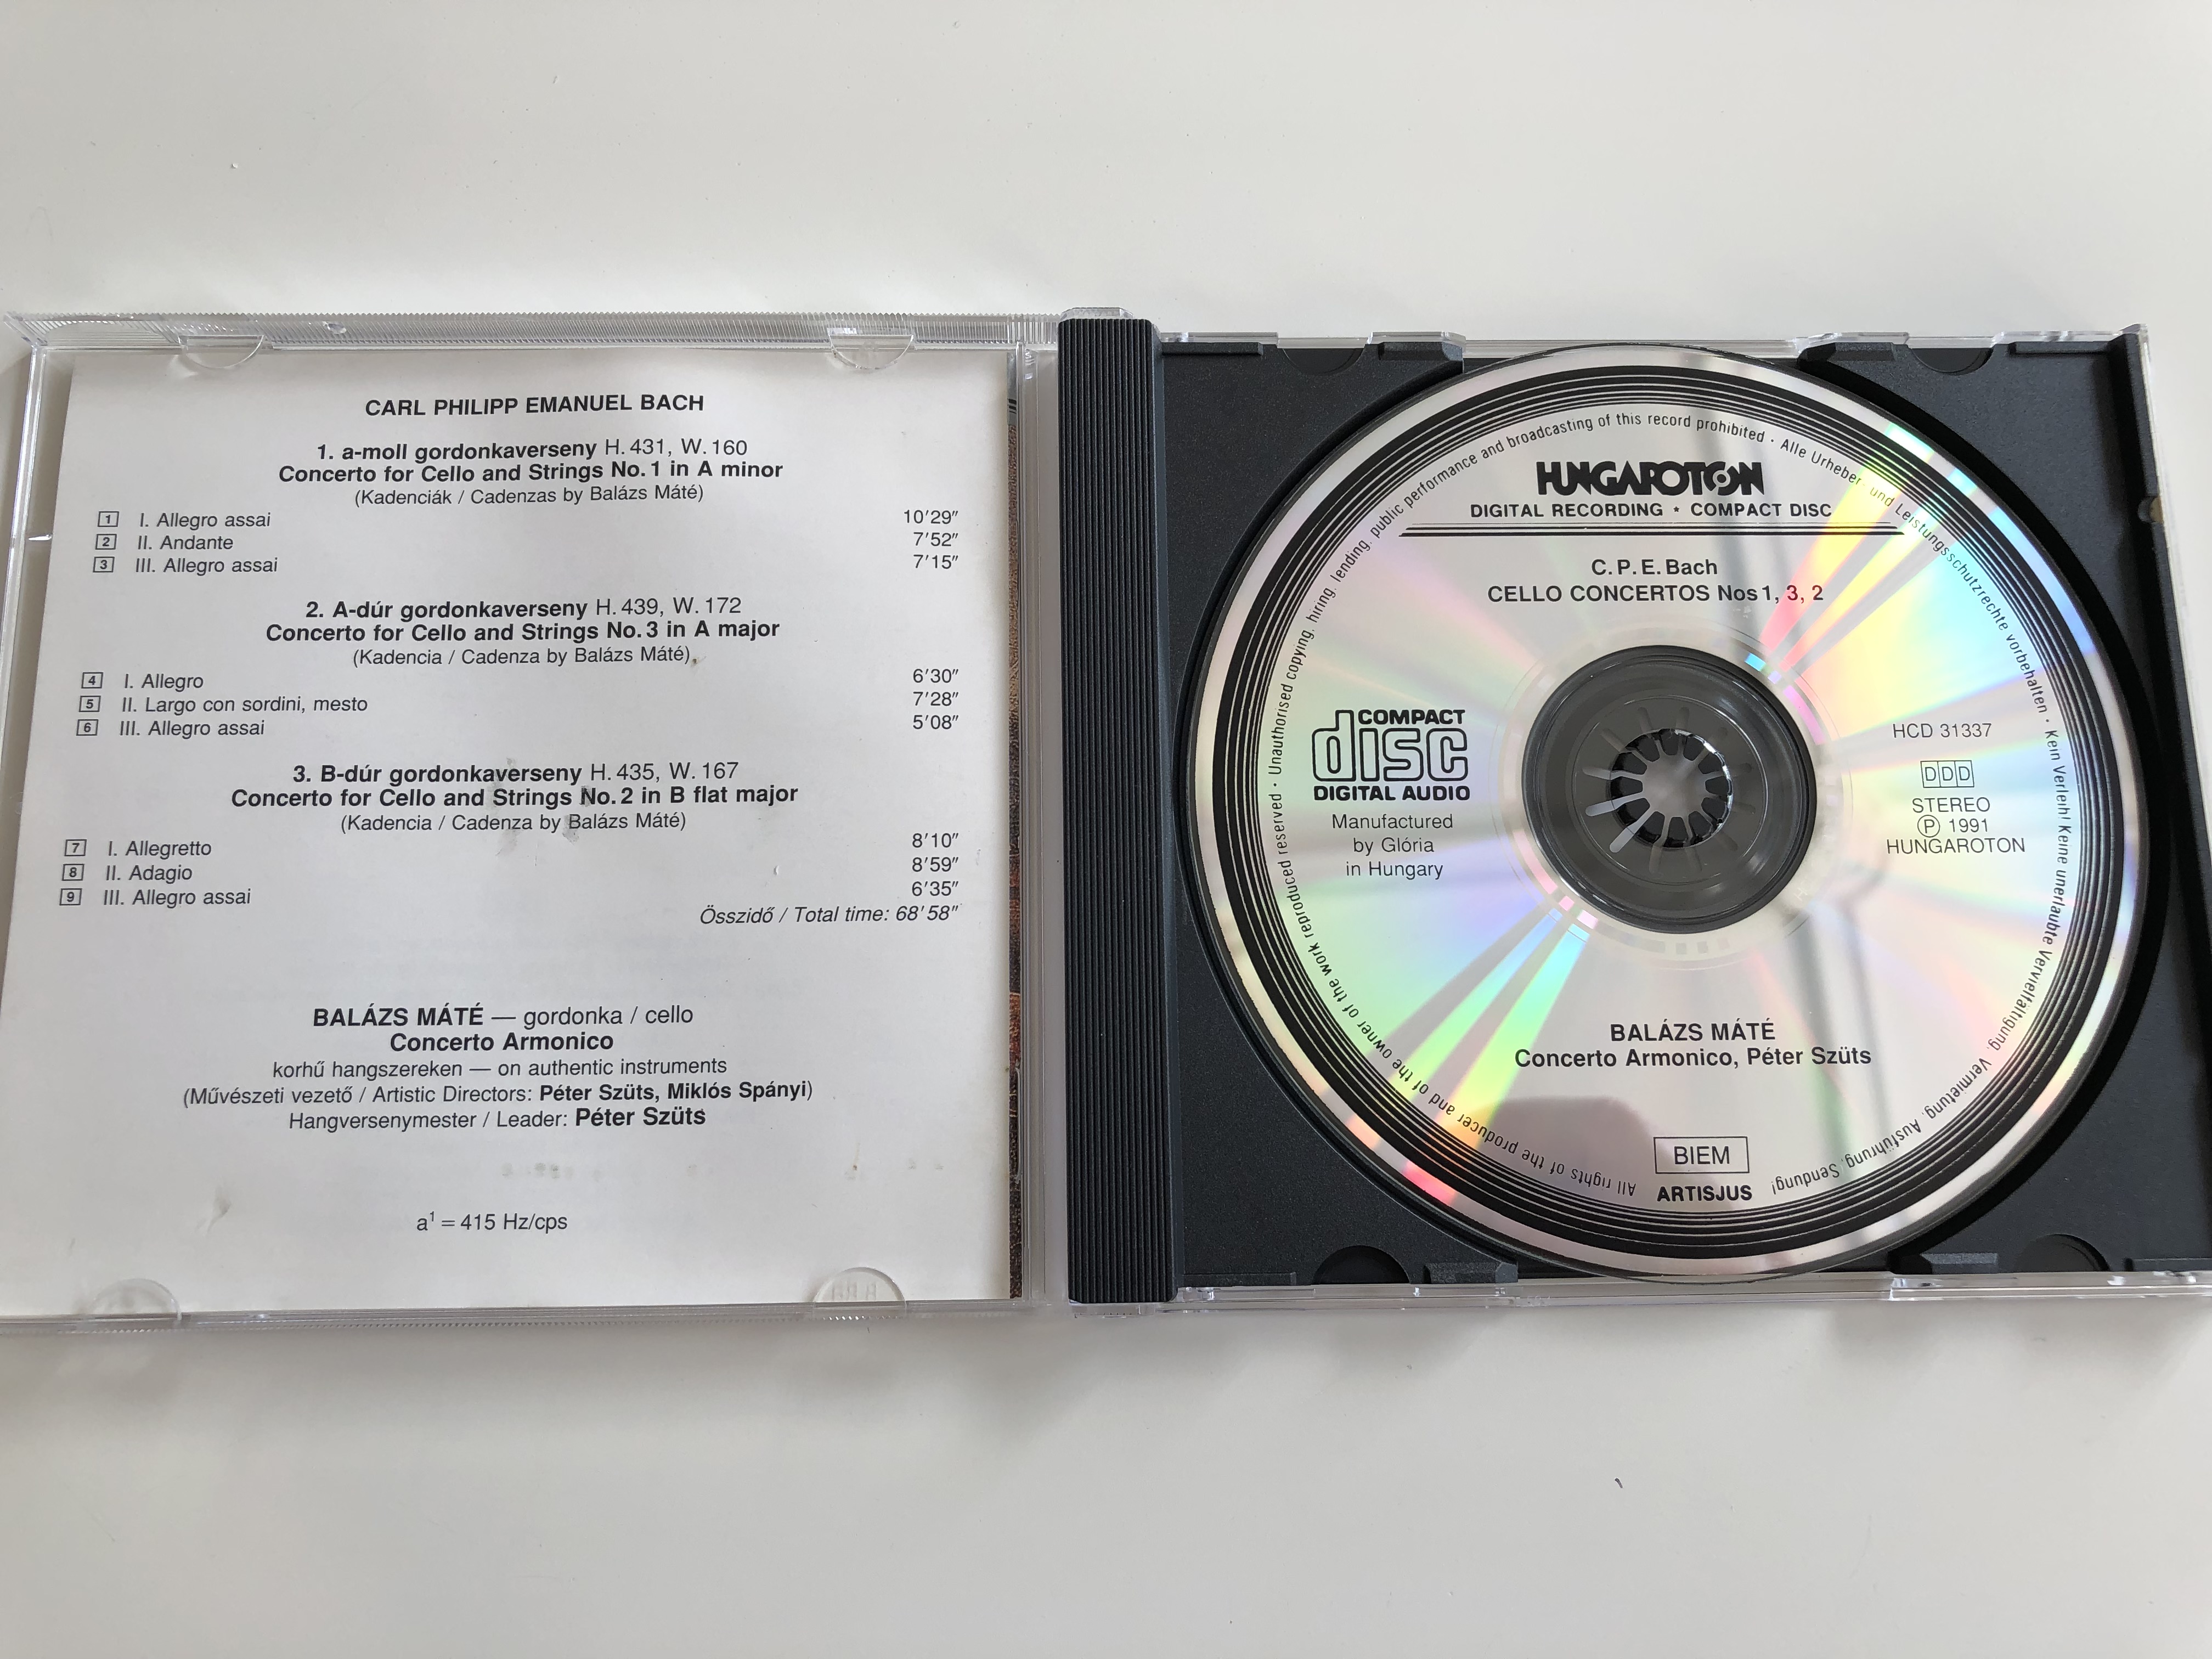 CARL PHILIPP EMANUEL BACH
1. a-moll gordonkaverseny H. 431, W. 160
Concerto for Cello and Strings No. 1 in A minor
(Kadenciák / Cadenzas by Balázs Máté)
1 I. Allegro assai 10′29″
2 II. Andante 7′52″
3 III. Allegro assai 7′15″
2. A-dúr gordonkaverseny H. 439, W. 172
Concerto for Cello and Strings No. 3 in A major
(Kadencia / Cadenza by Balázs Máté)
4 I. Allegro 6′30″
5 II. Largo con sordini, mesto 7′28″
6 III. Allegro assai 5′08″
3. B-dúr gordonkaverseny H. 435, W. 167
Concerto for Cello and Strings No. 2 in B flat major
(Kadencia / Cadenza by Balázs Máté)
7 I. Allegretto 8′10″
8 II. Adagio 8′59″
9 III. Allegro assai 6′35″
Összidő / Total time: 68′58″
BALÁZS MÁTÉ — gordonka / cello
Concerto Armonico
korhű hangszereken — on authentic instruments
(Művészeti vezető / Artistic Directors: Péter Szüts, Miklós Spányi)
Hangversenymester / Leader: Péter Szüts
a¹ = 415 Hz/cps
HUNGAROTON
DIGITAL RECORDING * COMPACT DISC
C. P. E. Bach
CELLO CONCERTOS Nos 1, 3, 2
COMPACT
disc
DIGITAL AUDIO
Manufactured
by Glória
in Hungary
HCD 31337
DDD
STEREO
Ⓟ 1991
HUNGAROTON
BALÁZS MÁTÉ
Concerto Armonico, Péter Szüts
BIEM
ARTISJUS
All rights of the producer and of the owner of the work reproduced reserved · Unauthorised copying, hiring, lending, public performance and broadcasting of this record prohibited · Alle Urheber- und Leistungsschutzrechte vorbehalten · Kein Verleih! Keine unerlaubte Vervielfältigung, Vermietung, Ausführung, Sendung!